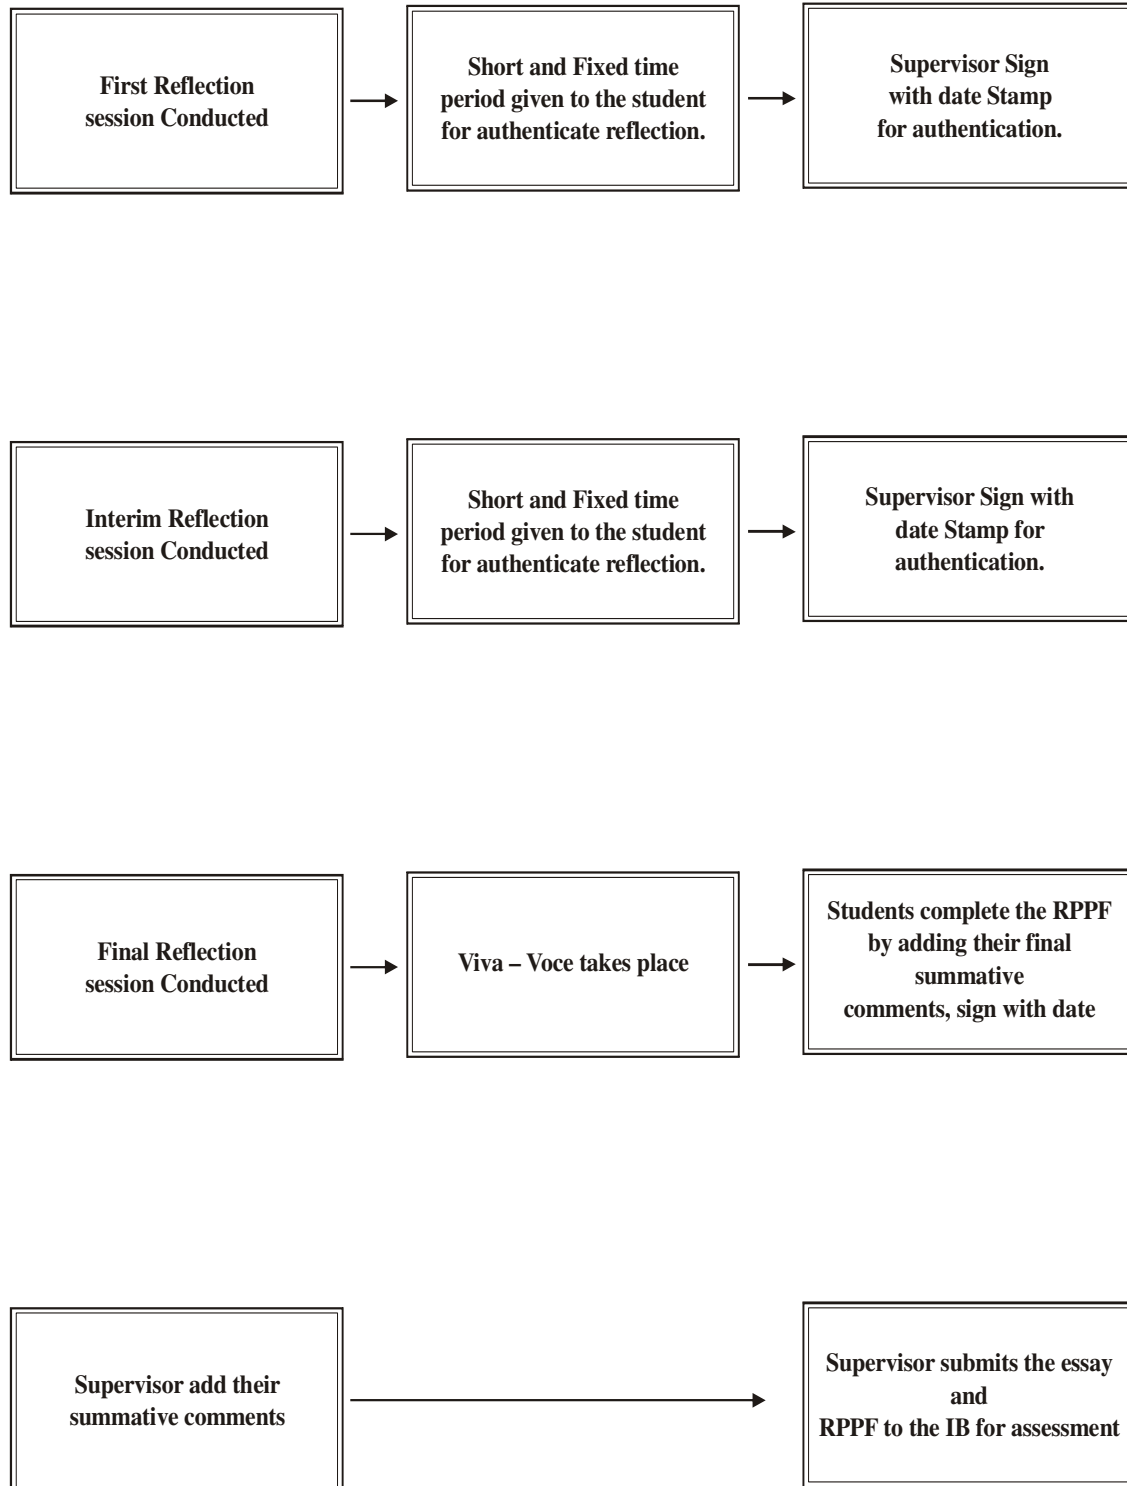 First Reflection
session Conducted
Short and Fixed time
period given to the student
for authenticate reflection.
Supervisor Sign
with date Stamp
for authentication.
Interim Reflection
session Conducted
Short and Fixed time
period given to the student
for authenticate reflection.
Supervisor Sign with
date Stamp for
authentication.
Final Reflection
session Conducted
Viva – Voce takes place
Students complete the RPPF
by adding their final
summative
comments, sign with date
Supervisor add their
summative comments
Supervisor submits the essay
and
RPPF to the IB for assessment